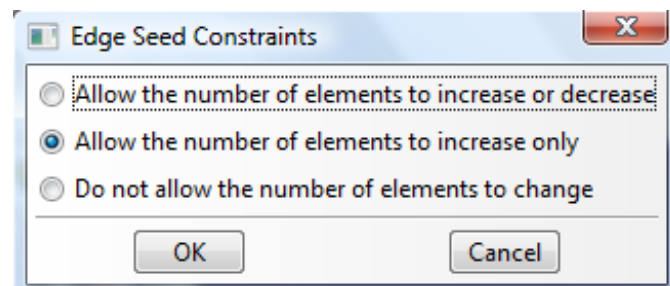 Edge Seed Constraints
Allow the number of elements to increase or decrease
Allow the number of elements to increase only
Do not allow the number of elements to change
OK Cancel